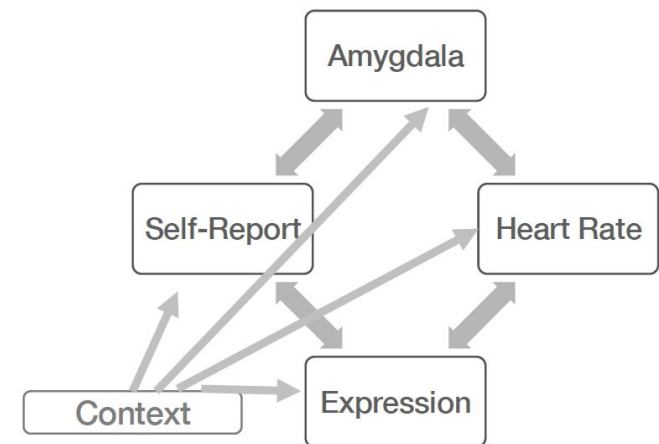 Amygdala
Self-Report
Heart Rate
Expression
Context